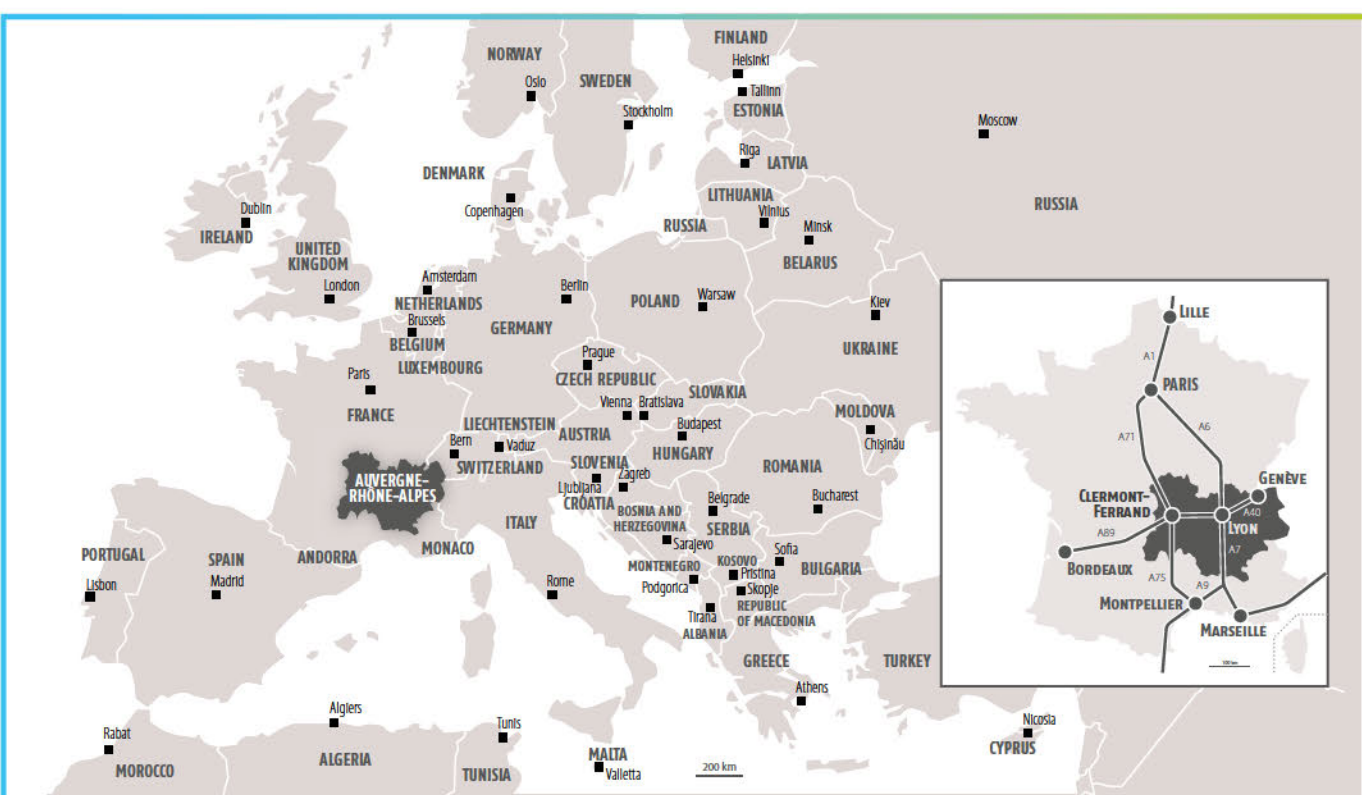 NORWAY
Oslo
SWEDEN
Stockholm
FINLAND
Helsinki
Tallinn
ESTONIA
Moscow
RUSSIA
Riga
LATVIA
DENMARK
Copenhagen
LITHUANIA
Vilnius
RUSSIA
Minsk
BELARUS
Dublin
IRELAND
UNITED
KINGDOM
London
Amsterdam
NETHERLANDS
Brussels
BELGIUM
LUXEMBOURG
Berlin
GERMANY
POLAND
Warsaw
Kiev
UKRAINE
Paris
FRANCE
Prague
CZECH REPUBLIC
SLOVAKIA
Vienna
Bratislava
LIECHTENSTEIN
Bern
Vaduz
SWITZERLAND
AUSTRIA
Budapest
HUNGARY
MOLDOVA
Chişinău
AUVERGNE–
RHÔNE-ALPES
SLOVENIA
Ljubljana
Zagreb
CROATIA
ROMANIA
Bucharest
BOSNIA AND
HERZEGOVINA
Sarajevo
Belgrade
SERBIA
ITALY
MONACO
ANDORRA
PORTUGAL
Lisbon
SPAIN
Madrid
Rome
MONTENEGRO
Podgorica
KOSOVO
Pristina
Skopje
REPUBLIC
OF MACEDONIA
Sofia
BULGARIA
Tirana
ALBANIA
GREECE
Athens
TURKEY
Nicosia
CYPRUS
Rabat
MOROCCO
Algiers
ALGERIA
Tunis
TUNISIA
MALTA
Valletta
200 km
LILLE
A1
PARIS
A71
A6
GENÈVE
CLERMONT–
FERRAND
LYON
A40
A89
A7
BORDEAUX
A75
A9
MONTPELLIER
MARSEILLE
100 km